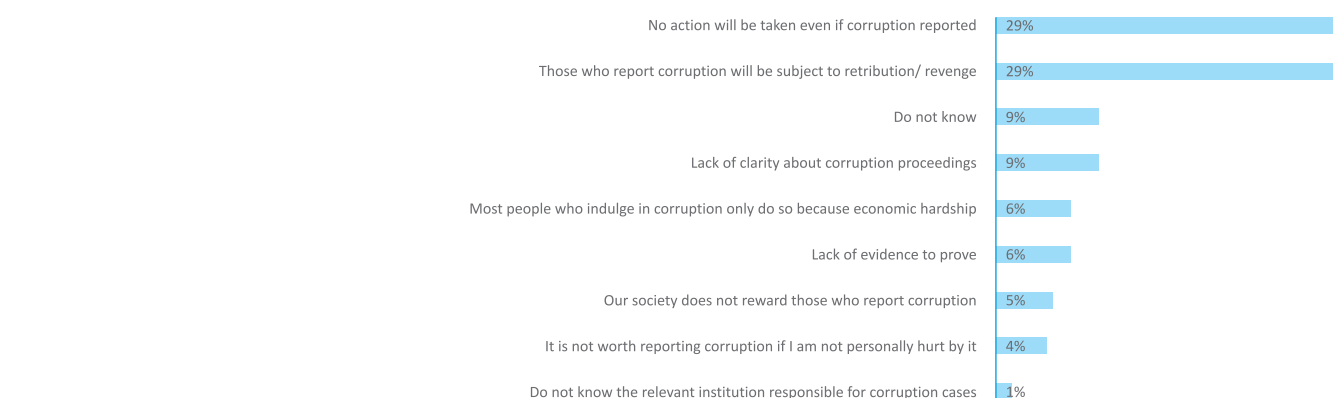 No action will be taken even if corruption reported 29%
Those who report corruption will be subject to retribution/ revenge 29%
Do not know 9%
Lack of clarity about corruption proceedings 9%
Most people who indulge in corruption only do so because economic hardship 6%
Lack of evidence to prove 6%
Our society does not reward those who report corruption 5%
It is not worth reporting corruption if I am not personally hurt by it 4%
Do not know the relevant institution responsible for corruption cases 1%